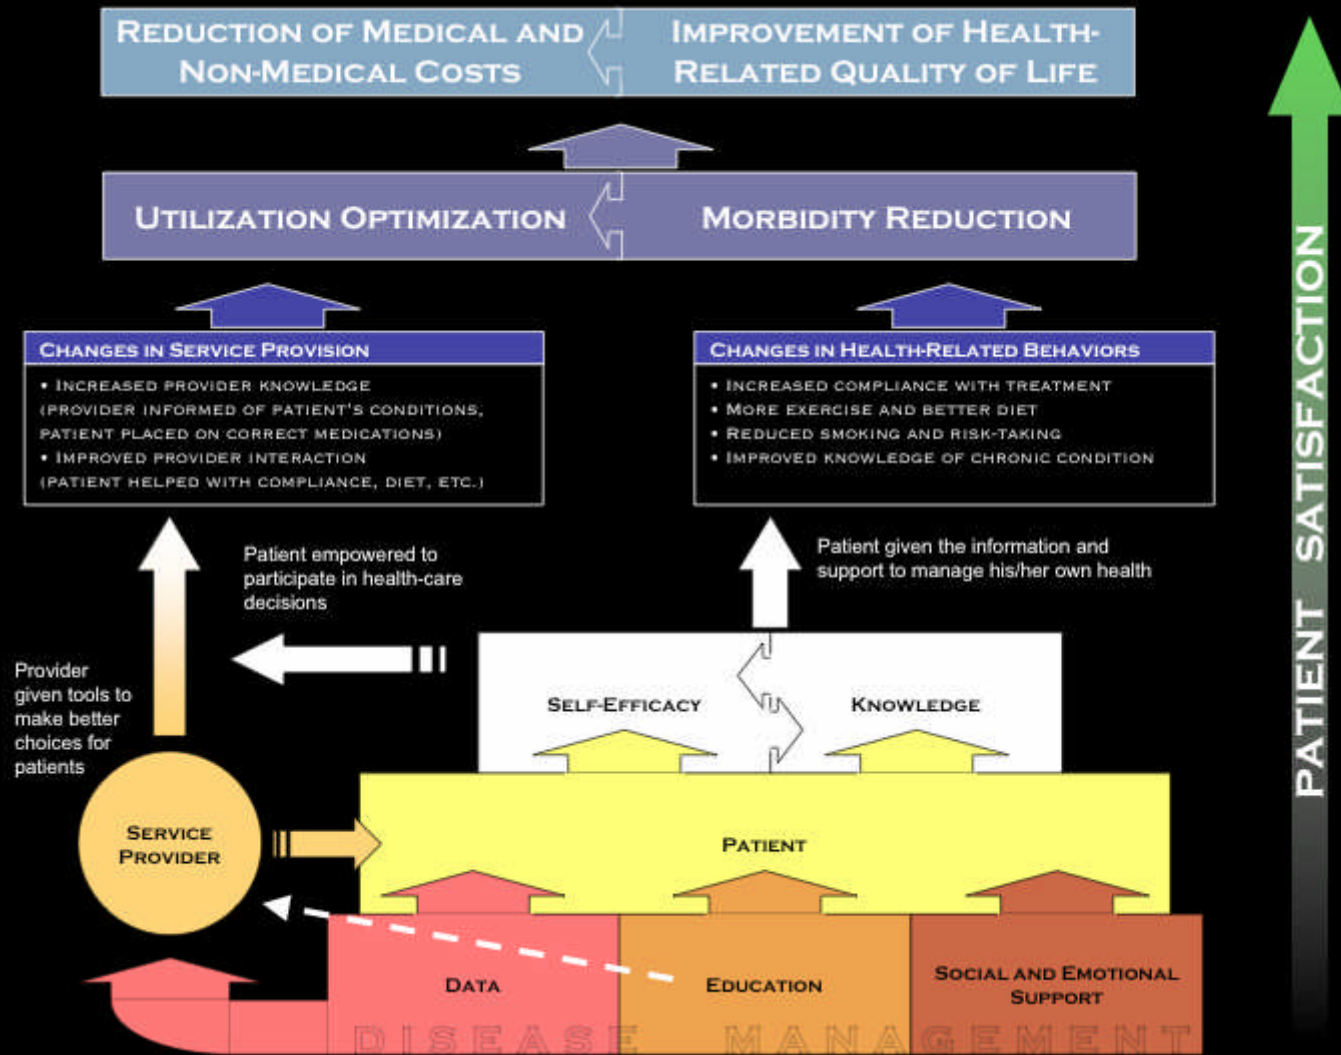 REDUCTION OF MEDICAL AND
NON-MEDICAL COSTS
IMPROVEMENT OF HEALTH-
RELATED QUALITY OF LIFE
UTILIZATION OPTIMIZATION
MORBIDITY REDUCTION
CHANGES IN SERVICE PROVISION
• INCREASED PROVIDER KNOWLEDGE
(PROVIDER INFORMED OF PATIENT'S CONDITIONS,
PATIENT PLACED ON CORRECT MEDICATIONS)
• IMPROVED PROVIDER INTERACTION
(PATIENT HELPED WITH COMPLIANCE, DIET, ETC.)
CHANGES IN HEALTH-RELATED BEHAVIORS
• INCREASED COMPLIANCE WITH TREATMENT
• MORE EXERCISE AND BETTER DIET
• REDUCED SMOKING AND RISK-TAKING
• IMPROVED KNOWLEDGE OF CHRONIC CONDITION
Patient empowered to
participate in health-care
decisions
Patient given the information and
support to manage his/her own health
Provider
given tools to
make better
choices for
patients
SELF-EFFICACY
KNOWLEDGE
SERVICE
PROVIDER
PATIENT
DATA
EDUCATION
SOCIAL AND EMOTIONAL
SUPPORT
DISEASE MANAGEMENT
PATIENT SATISFACTION